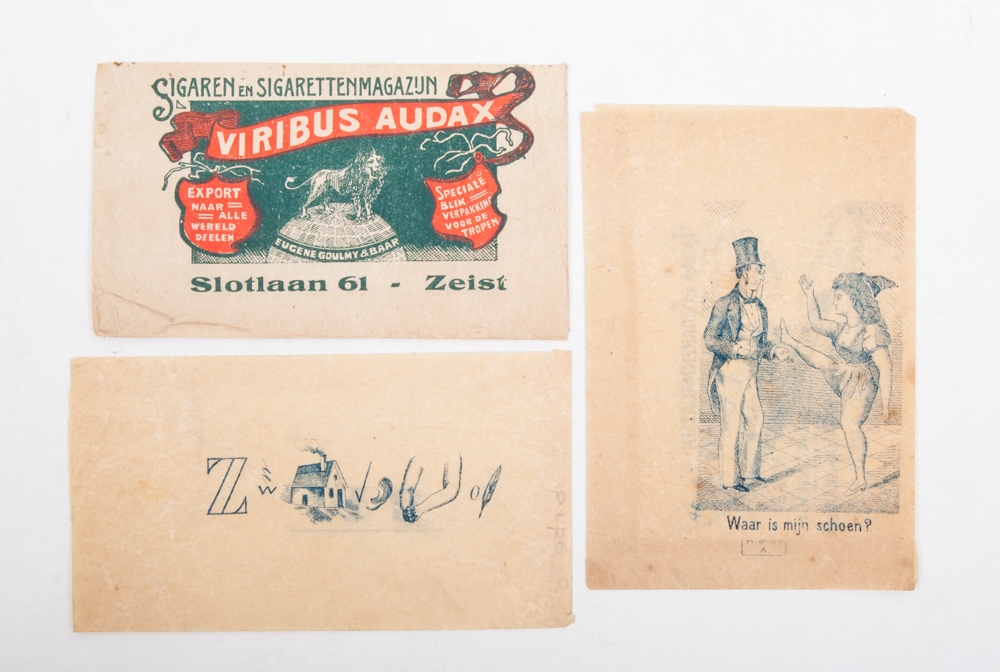 SIGAREN EN SIGARETTENMAGAZIJN
VIRIBUS AUDAX
EXPORT
NAAR
ALLE
WERELD
DEELEN
SPECIALE
BLIK
VERPAKKING
VOOR DE
TROPEN
EUGENE GOULMY & BAAR
Slotlaan 61 - Zeist
Z
Waar is mijn schoen?